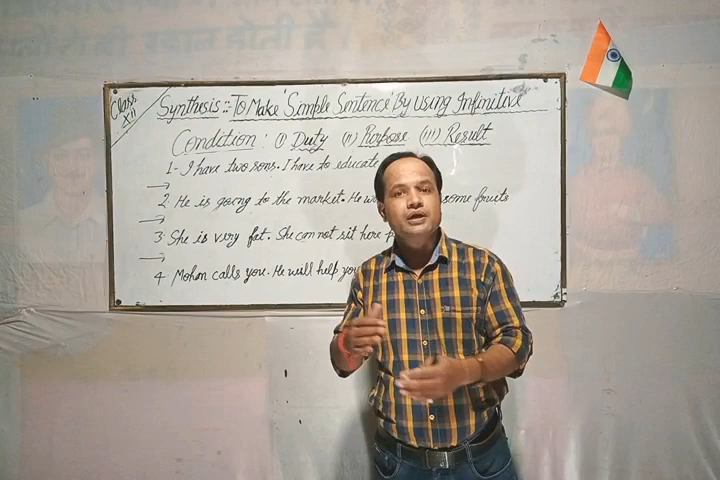 Class
XII
Synthesis :- To Make 'Simple Sentence' By Using Infinitive
Condition : (i) Duty (ii) Purpose (iii) Result
1- I have two sons. I have to educate
→
2. He is going to the market. He some fruits
→
3. She is very fat. She can not sit here
→
4 Mohan calls you. He will help you